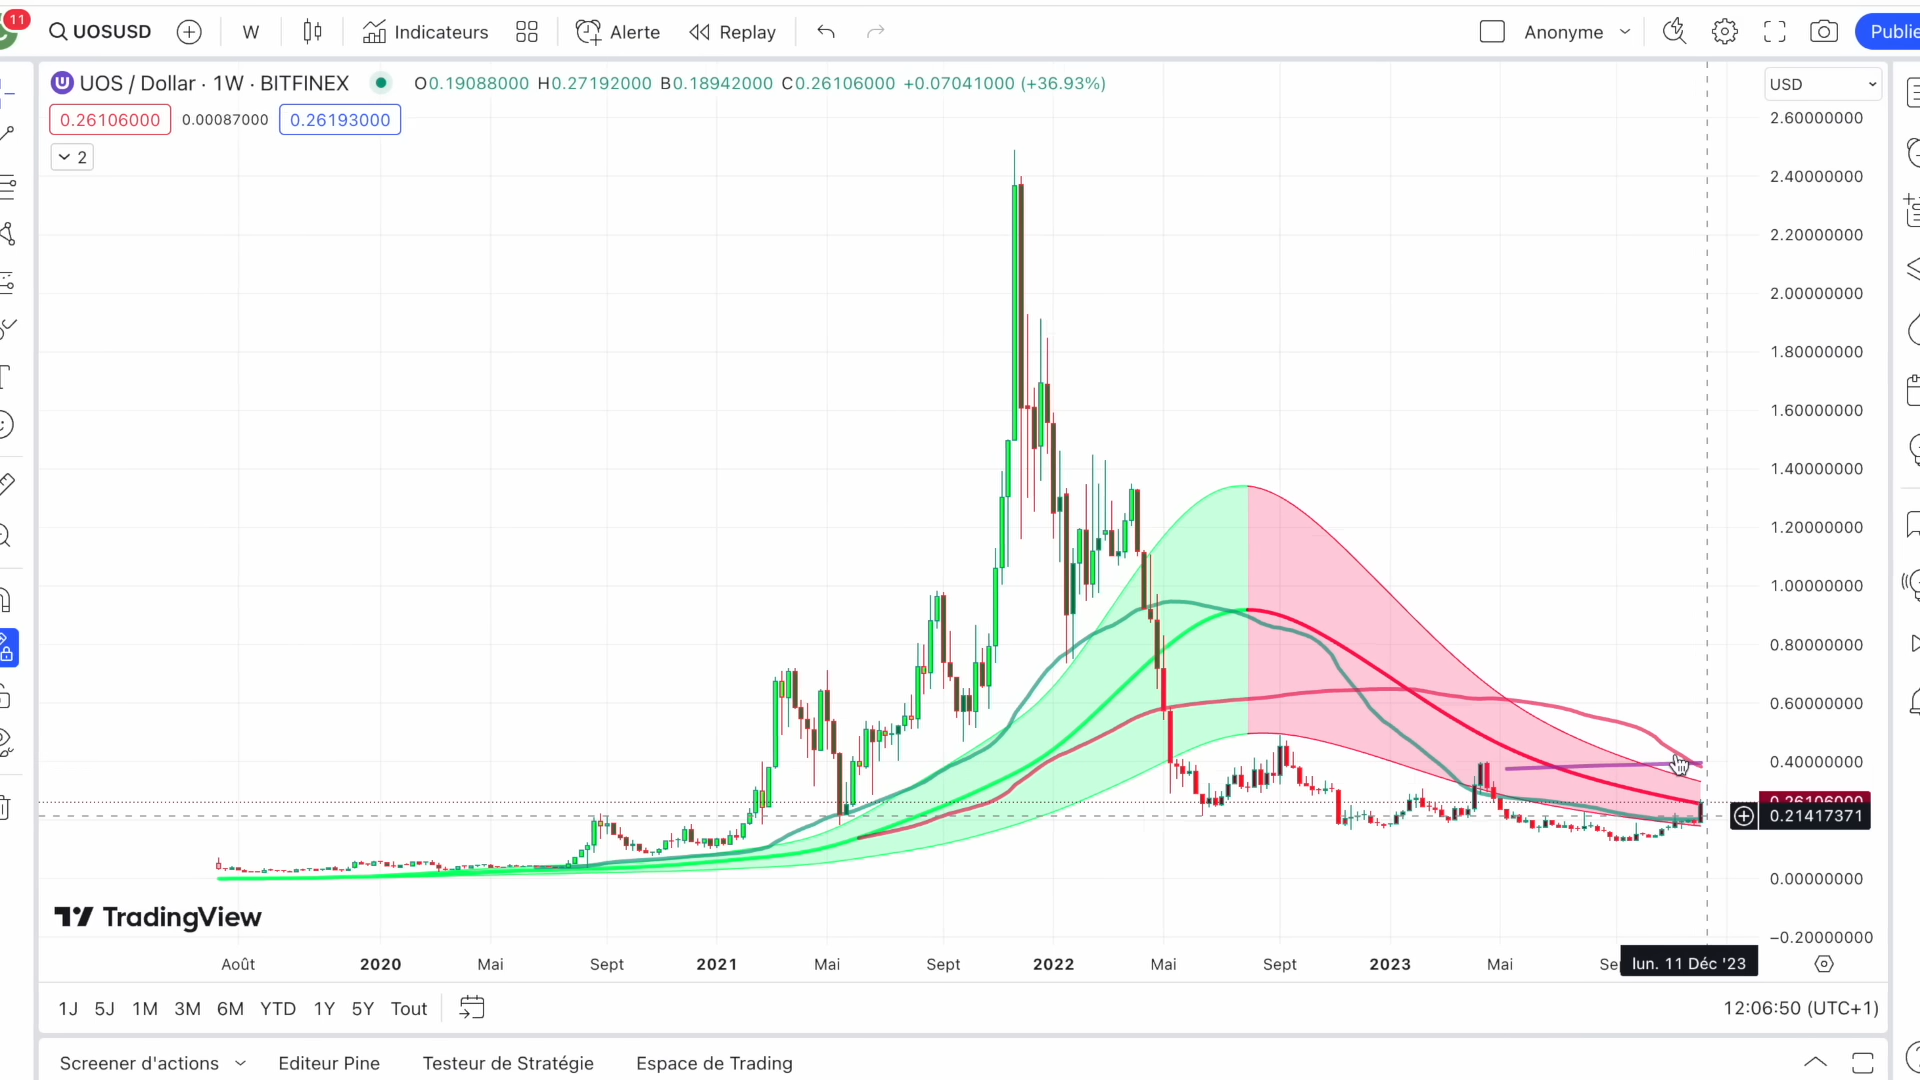 11
UOSUSD
W
Indicateurs
Alerte
Replay
Anonyme
Publie
UOS / Dollar · 1W · BITFINEX
O0.19088000 H0.27192000 B0.18942000 C0.26106000 +0.07041000 (+36.93%)
USD
0.26106000 0.00087000 0.26193000
2
2.60000000
2.40000000
2.20000000
2.00000000
1.80000000
1.60000000
1.40000000
1.20000000
1.00000000
0.80000000
0.60000000
0.40000000
0.26106000
0.21417371
0.00000000
−0.20000000
TradingView
Août 2020 Mai Sept 2021 Mai Sept 2022 Mai Sept 2023 Mai Se lun. 11 Déc '23
1J 5J 1M 3M 6M YTD 1Y 5Y Tout
12:06:50 (UTC+1)
Screener d'actions Editeur Pine Testeur de Stratégie Espace de Trading